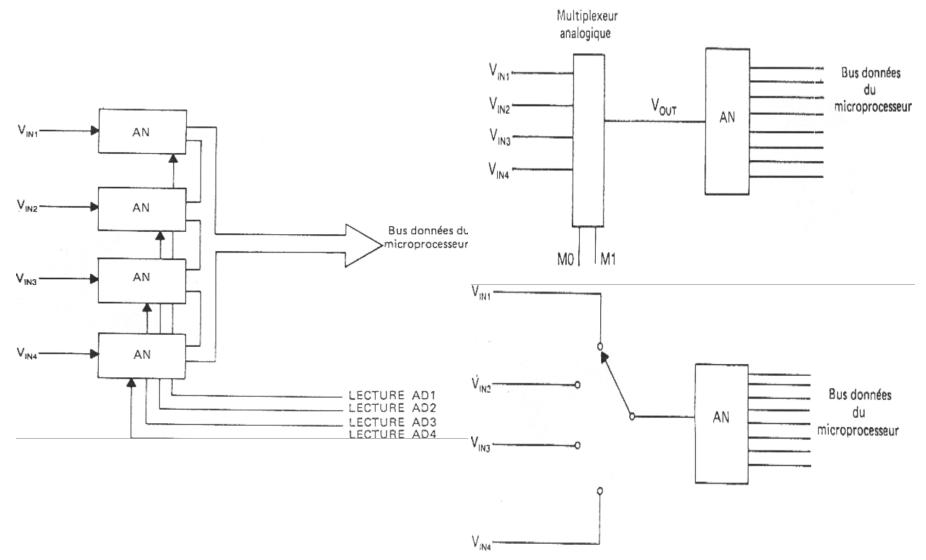 V_IN1
AN
V_IN2
AN
V_IN3
AN
V_IN4
AN
Bus données du
microprocesseur
LECTURE AD1
LECTURE AD2
LECTURE AD3
LECTURE AD4
Multiplexeur
analogique
V_IN1
V_IN2
V_IN3
V_IN4
V_OUT
AN
Bus données
du
microprocesseur
M0 M1
V_IN1
V_IN2
V_IN3
V_IN4
AN
Bus données
du
microprocesseur